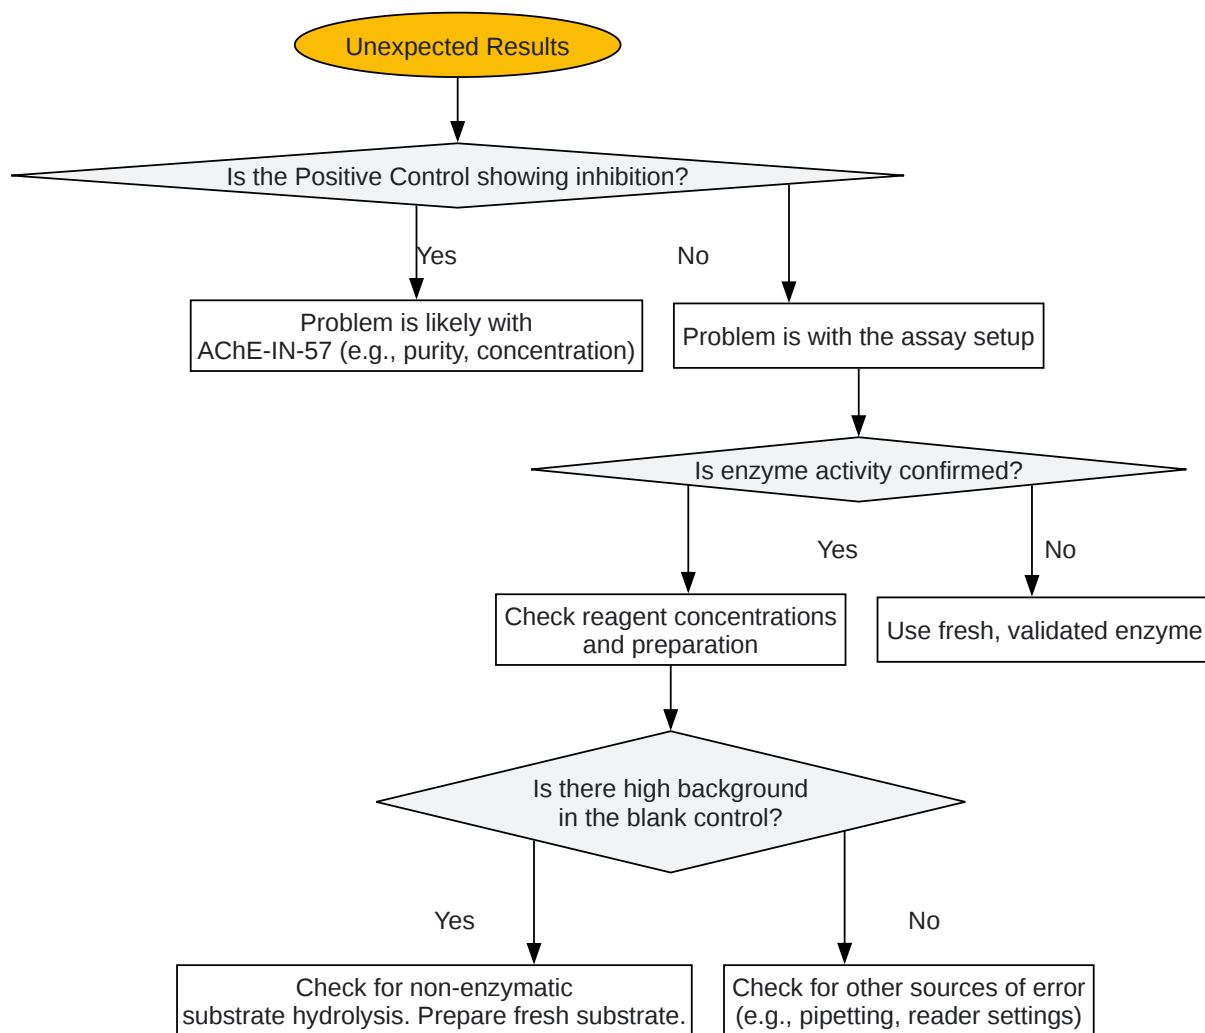 Unexpected Results
Is the Positive Control showing inhibition?
Yes
No
Problem is likely with
AChE-IN-57 (e.g., purity, concentration)
Problem is with the assay setup
Is enzyme activity confirmed?
Yes
No
Check reagent concentrations
and preparation
Use fresh, validated enzyme
Is there high background
in the blank control?
Yes
No
Check for non-enzymatic
substrate hydrolysis. Prepare fresh substrate.
Check for other sources of error
(e.g., pipetting, reader settings)